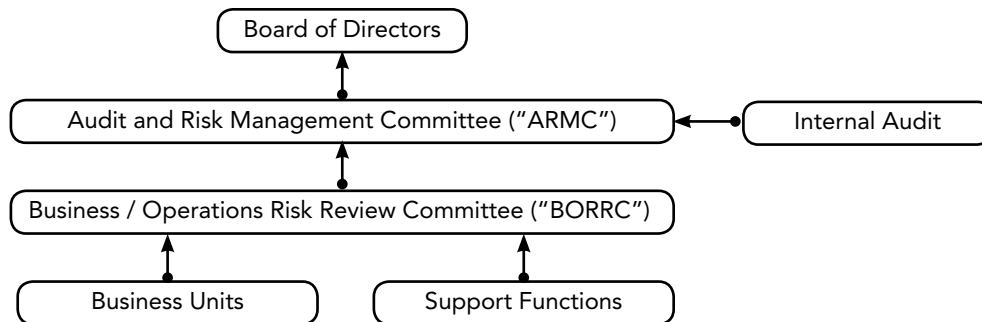 Board of Directors
Audit and Risk Management Committee (“ARMC”)
Internal Audit
Business / Operations Risk Review Committee (“BORRC”)
Business Units
Support Functions